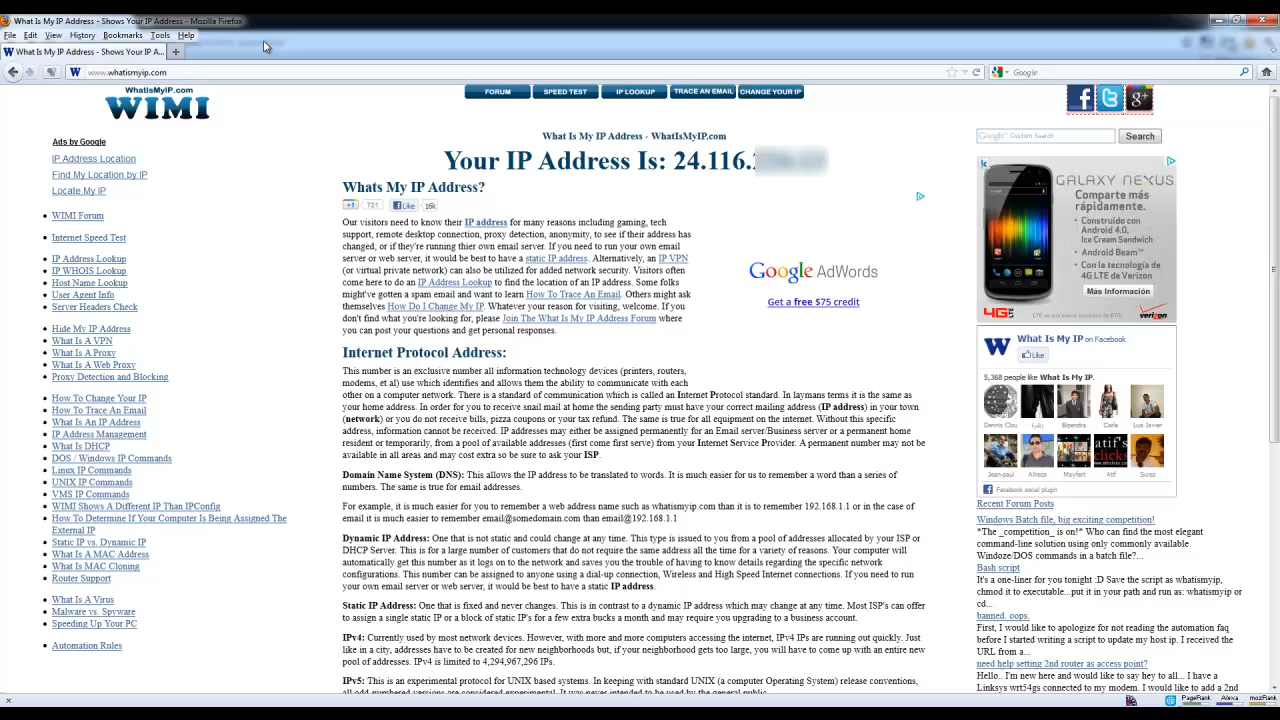 What Is My IP Address - Shows Your IP Address - Mozilla Firefox
File Edit View History Bookmarks Tools Help
What Is My IP Address - Shows Your IP A...
www.whatismyip.com
Google
WhatIsMyIP.com
WIMI
FORUM SPEED TEST IP LOOKUP TRACE AN EMAIL CHANGE YOUR IP
Ads by Google
IP Address Location
Find My Location by IP
Locate My IP
WIMI Forum
Internet Speed Test
IP Address Lookup
IP WHOIS Lookup
Host Name Lookup
User Agent Info
Server Headers Check
Hide My IP Address
What Is A VPN
What Is A Proxy
What Is A Web Proxy
Proxy Detection and Blocking
How To Change Your IP
How To Trace An Email
What Is An IP Address
IP Address Management
What Is DHCP
DOS / Windows IP Commands
Linux IP Commands
UNIX IP Commands
VMS IP Commands
WIMI Shows A Different IP Than IPConfig
How To Determine If Your Computer Is Being Assigned The
External IP
Static IP vs. Dynamic IP
What Is A MAC Address
What Is MAC Cloning
Router Support
What Is A Virus
Malware vs. Spyware
Speeding Up Your PC
Automation Rules
What Is My IP Address - WhatIsMyIP.com
Your IP Address Is: 24.116.
Whats My IP Address?
+1 721 Like 16k
Our visitors need to know their IP address for many reasons including gaming, tech
support, remote desktop connection, proxy detection, anonymity, to see if their address has
changed, or if they're running thier own email server. If you need to run your own email
server or web server, it would be best to have a static IP address. Alternatively, an IP VPN
(or virtual private network) can also be utilized for added network security. Visitors often
come here to do an IP Address Lookup to find the location of an IP address. Some folks
might've gotten a spam email and want to learn How To Trace An Email. Others might ask
themselves How Do I Change My IP. Whatever your reason for visiting, welcome. If you
don't find what you're looking for, please Join The What Is My IP Address Forum where
you can post your questions and get personal responses.
Google AdWords
Get a free $75 credit
Internet Protocol Address:
This number is an exclusive number all information technology devices (printers, routers,
modems, et al) use which identifies and allows them the ability to communicate with each
other on a computer network. There is a standard of communication which is called an Internet Protocol standard. In laymans terms it is the same as
your home address. In order for you to receive snail mail at home the sending party must have your correct mailing address (IP address) in your town
(network) or you do not receive bills, pizza coupons or your tax refund. The same is true for all equipment on the internet. Without this specific
address, information cannot be received. IP addresses may either be assigned permanently for an Email server/Business server or a permanent home
resident or temporarily, from a pool of available addresses (first come first serve) from your Internet Service Provider. A permanent number may not be
available in all areas and may cost extra so be sure to ask your ISP.
Domain Name System (DNS): This allows the IP address to be translated to words. It is much easier for us to remember a word than a series of
numbers. The same is true for email addresses.
For example, it is much easier for you to remember a web address name such as whatismyip.com than it is to remember 192.168.1.1 or in the case of
email it is much easier to remember email@somedomain.com than email@192.168.1.1
Dynamic IP Address: One that is not static and could change at any time. This type is issued to you from a pool of addresses allocated by your ISP or
DHCP Server. This is for a large number of customers that do not require the same address all the time for a variety of reasons. Your computer will
automatically get this number as it logs on to the network and saves you the trouble of having to know details regarding the specific network
configurations. This number can be assigned to anyone using a dial-up connection, Wireless and High Speed Internet connections. If you need to run
your own email server or web server, it would be best to have a static IP address.
Static IP Address: One that is fixed and never changes. This is in contrast to a dynamic IP address which may change at any time. Most ISP's can offer
to assign a single static IP or a block of static IP's for a few extra bucks a month and may require you upgrading to a business account.
IPv4: Currently used by most network devices. However, with more and more computers accessing the internet, IPv4 IPs are running out quickly. Just
like in a city, addresses have to be created for new neighborhoods but, if your neighborhood gets too large, you will have to come up with an entire new
pool of addresses. IPv4 is limited to 4,294,967,296 IPs.
IPv5: This is an experimental protocol for UNIX based systems. In keeping with standard UNIX (a computer Operating System) release conventions,
all odd-numbered versions are considered experimental. It was never intended to be used by the general public.
Google Custom Search Search
GALAXY NEXUS
Comparte más
rápidamente.
Construido con
Android 4.0,
Ice Cream Sandwich
Android Beam™
Con la tecnología
4G LTE de Verizon
Más Información
4G LTE
verizon
What Is My IP on Facebook
Like
5,368 people like What Is My IP.
Bipendra Carla Luis Javier
Jean-paul Alireza Mayfert Atif Suraz
Facebook social plugin
Recent Forum Posts
Windows Batch file, big exciting competition!
*The _competition_ is on!* Who can find the most elegant
command-line solution using only commonly available
Windoze/DOS commands in a batch file?...
Bash script
It's a one-liner for you tonight :D Save the script as whatismyip,
chmod it to executable...put it in your path and run as: whatismyip or
cd...
banned. oops.
First, I would like to apologize for not reading the automation faq
before I started writing a script to update my host ip. I received the
URL from a...
need help setting 2nd router as access point?
Hello.. I'm new here and would like to say hey to all... I have a
Linksys wrt54gs connected to my modem. I would like to add a 2nd
PageRank Alexa mozRank